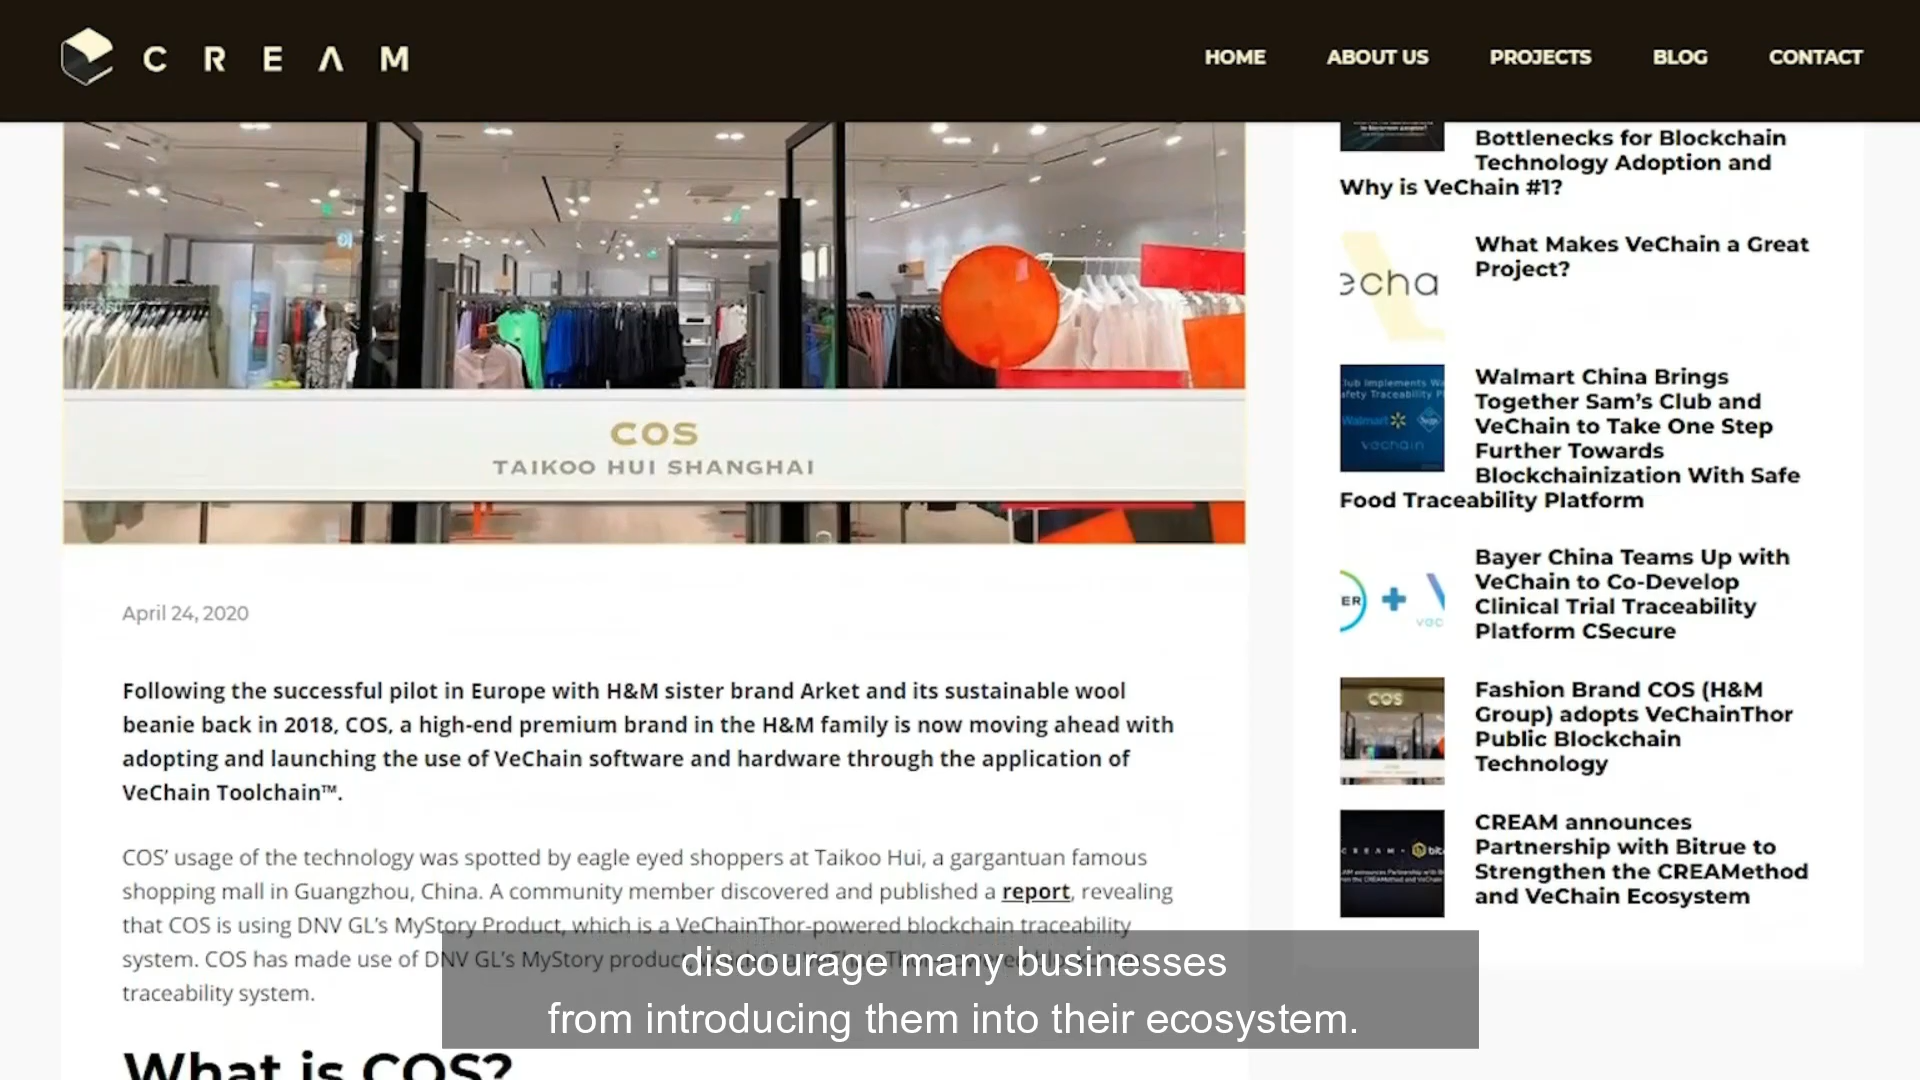 CREAM
HOME ABOUT US PROJECTS BLOG CONTACT
COS
TAIKOO HUI SHANGHAI
April 24, 2020
Following the successful pilot in Europe with H&M sister brand Arket and its sustainable wool
beanie back in 2018, COS, a high-end premium brand in the H&M family is now moving ahead with
adopting and launching the use of VeChain software and hardware through the application of
VeChain Toolchain™.
COS’ usage of the technology was spotted by eagle eyed shoppers at Taikoo Hui, a gargantuan famous
shopping mall in Guangzhou, China. A community member discovered and published a report, revealing
that COS is using DNV GL’s MyStory Product, which is a VeChainThor-powered blockchain traceability
system. COS has made use of DNV GL’s MyStory product,
traceability system.
What is COS?
Bottlenecks for Blockchain
Technology Adoption and
Why is VeChain #1?
echa
What Makes VeChain a Great
Project?
Walmart
vechain
Walmart China Brings
Together Sam’s Club and
VeChain to Take One Step
Further Towards
Blockchainization With Safe
Food Traceability Platform
ER + V
Bayer China Teams Up with
VeChain to Co-Develop
Clinical Trial Traceability
Platform CSecure
COS
Fashion Brand COS (H&M
Group) adopts VeChainThor
Public Blockchain
Technology
CREAM
CREAM announces
Partnership with Bitrue to
Strengthen the CREAMethod
and VeChain Ecosystem
discourage many businesses
from introducing them into their ecosystem.